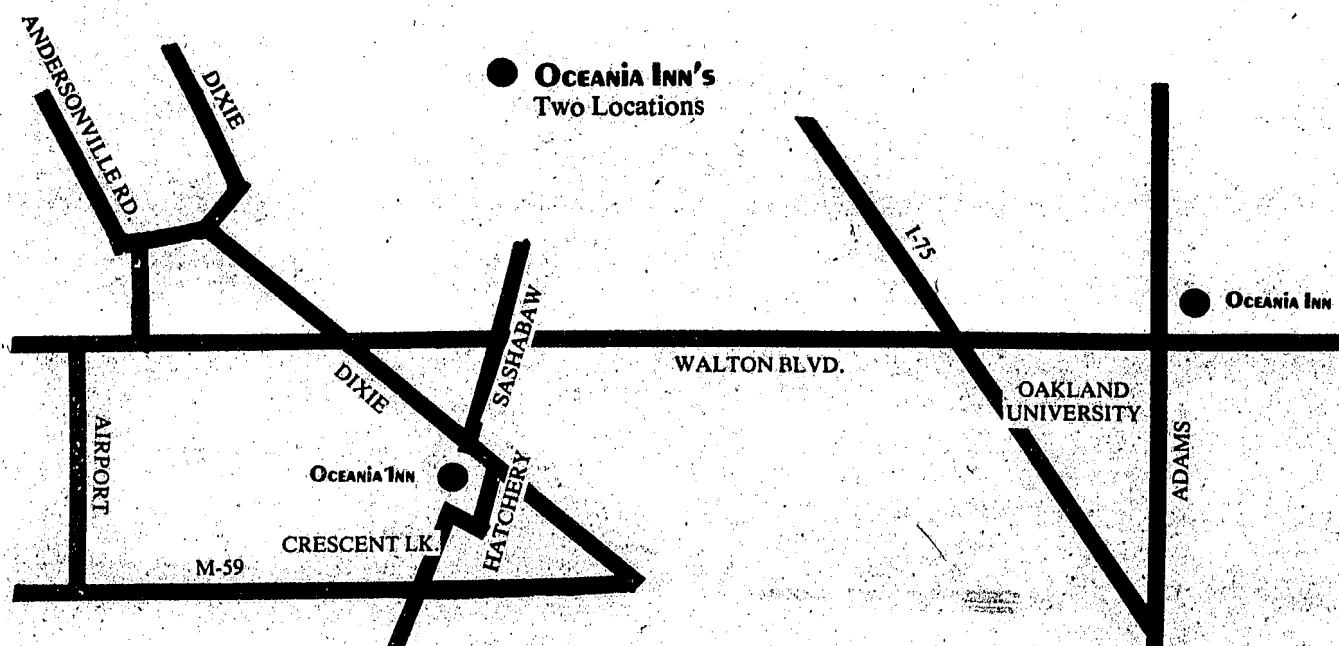 OCEANIA INN'S
Two Locations
ANDERSONVILLE RD.
DIXIE
I-75
SASHABAW
OCEANIA INN
WALTON BLVD.
DIXIE
OAKLAND
UNIVERSITY
AIRPORT
ADAMS
OCEANIA INN
HATCHERY
CRESCENT LK.
M-59